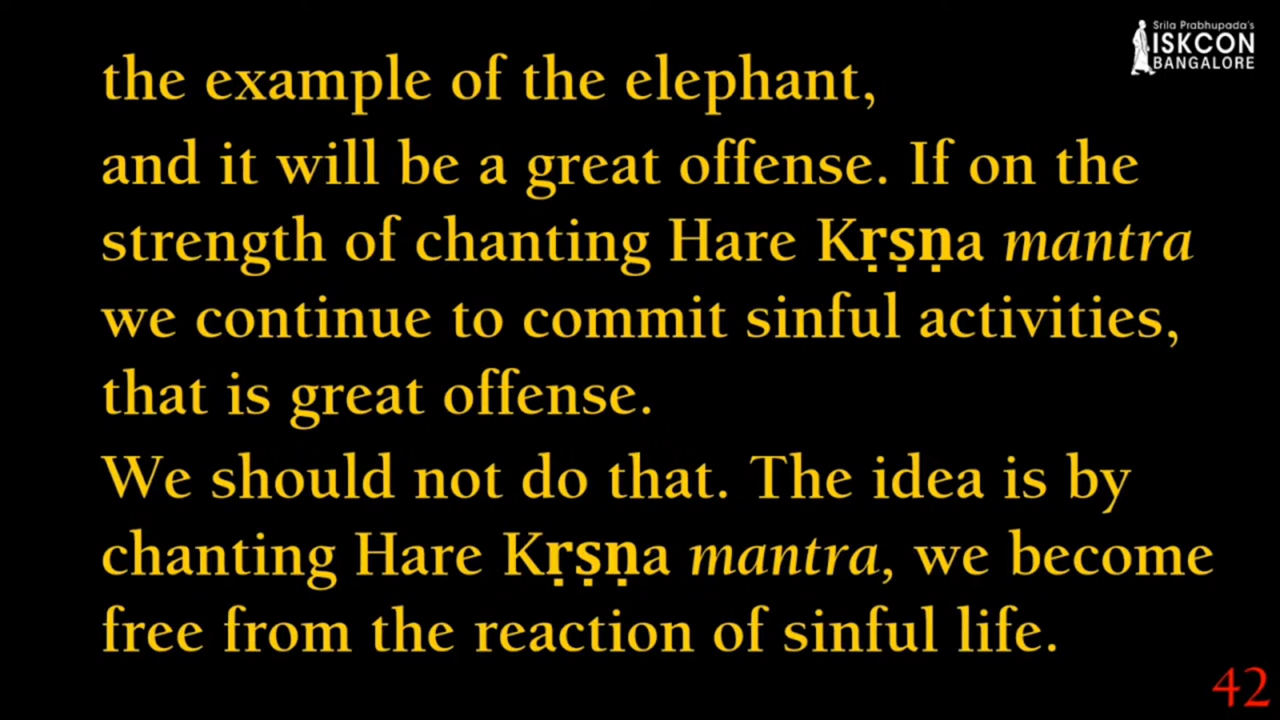 Srila Prabhupada's
ISKCON
BANGALORE
the example of the elephant,
and it will be a great offense. If on the
strength of chanting Hare Kṛṣṇa mantra
we continue to commit sinful activities,
that is great offense.
We should not do that. The idea is by
chanting Hare Kṛṣṇa mantra, we become
free from the reaction of sinful life.
42